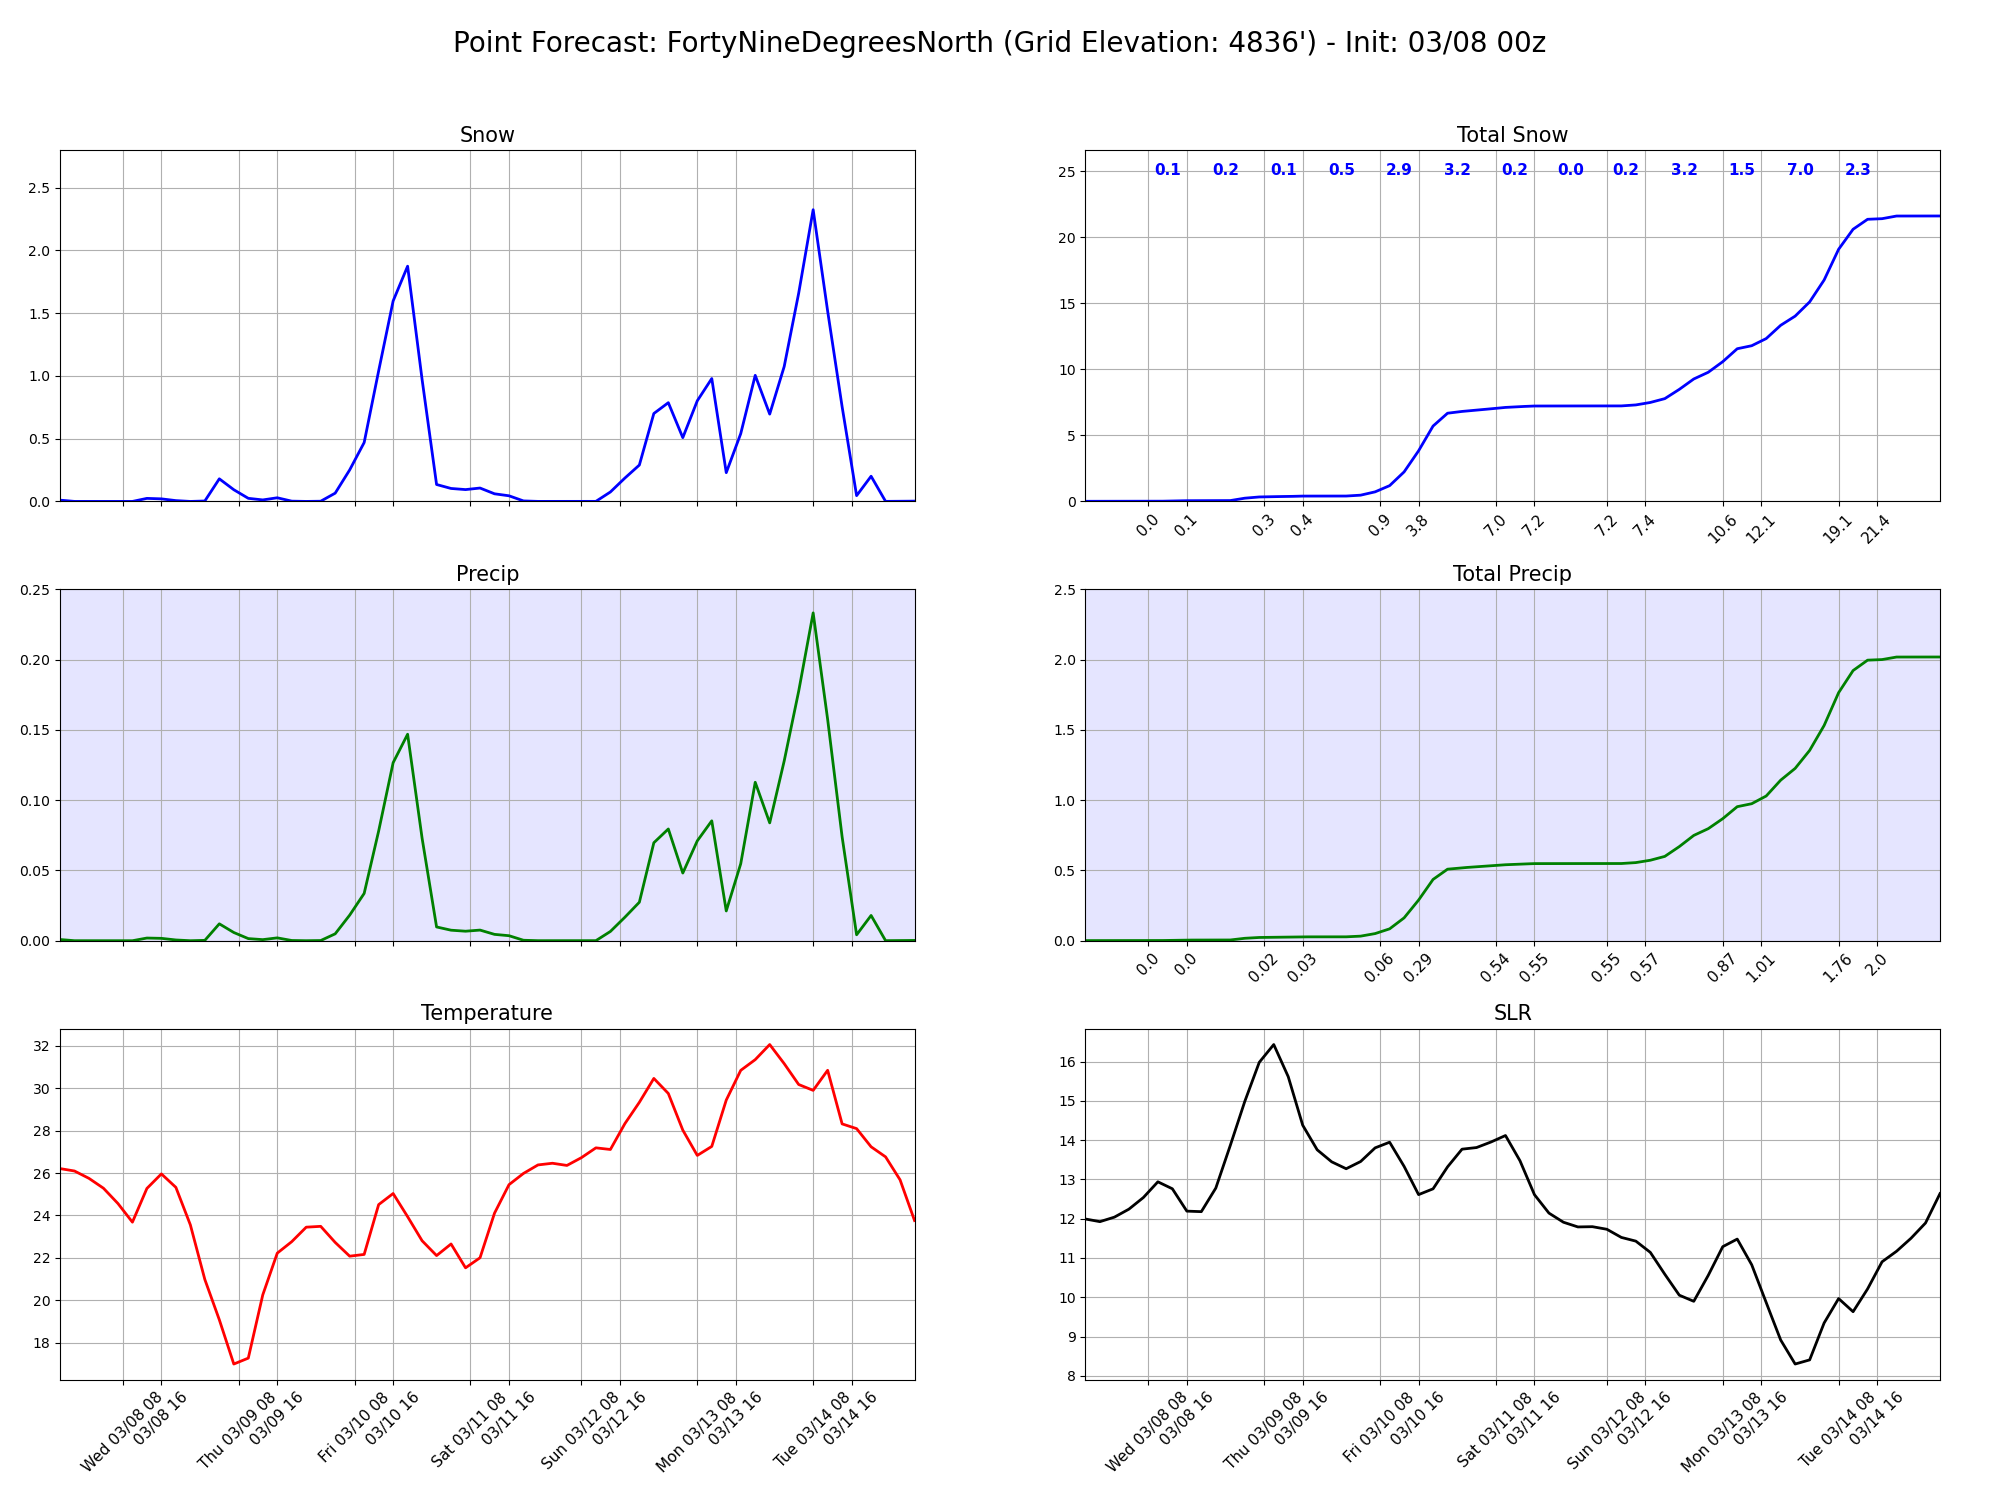 Point Forecast: FortyNineDegreesNorth (Grid Elevation: 4836') - Init: 03/08 00z
Snow
2.5
2.0
1.5
1.0
0.5
0.0
Total Snow
0.1 0.2 0.1 0.5 2.9 3.2 0.2 0.0 0.2 3.2 1.5 7.0 2.3
25
20
15
10
5
0
0.0 0.1 0.3 0.4 0.9 3.8 7.0 7.2 7.2 7.4 10.6 12.1 19.1 21.4
Precip
0.25
0.20
0.15
0.10
0.05
0.00
Total Precip
2.5
2.0
1.5
1.0
0.5
0.0
0.0 0.0 0.02 0.03 0.06 0.29 0.54 0.55 0.55 0.57 0.87 1.01 1.76 2.0
Temperature
32
30
28
26
24
22
20
18
Wed 03/08 08
03/08 16
Thu 03/09 08
03/09 16
Fri 03/10 08
03/10 16
Sat 03/11 08
03/11 16
Sun 03/12 08
03/12 16
Mon 03/13 08
03/13 16
Tue 03/14 08
03/14 16
SLR
16
15
14
13
12
11
10
9
8
Wed 03/08 08
03/08 16
Thu 03/09 08
03/09 16
Fri 03/10 08
03/10 16
Sat 03/11 08
03/11 16
Sun 03/12 08
03/12 16
Mon 03/13 08
03/13 16
Tue 03/14 08
03/14 16